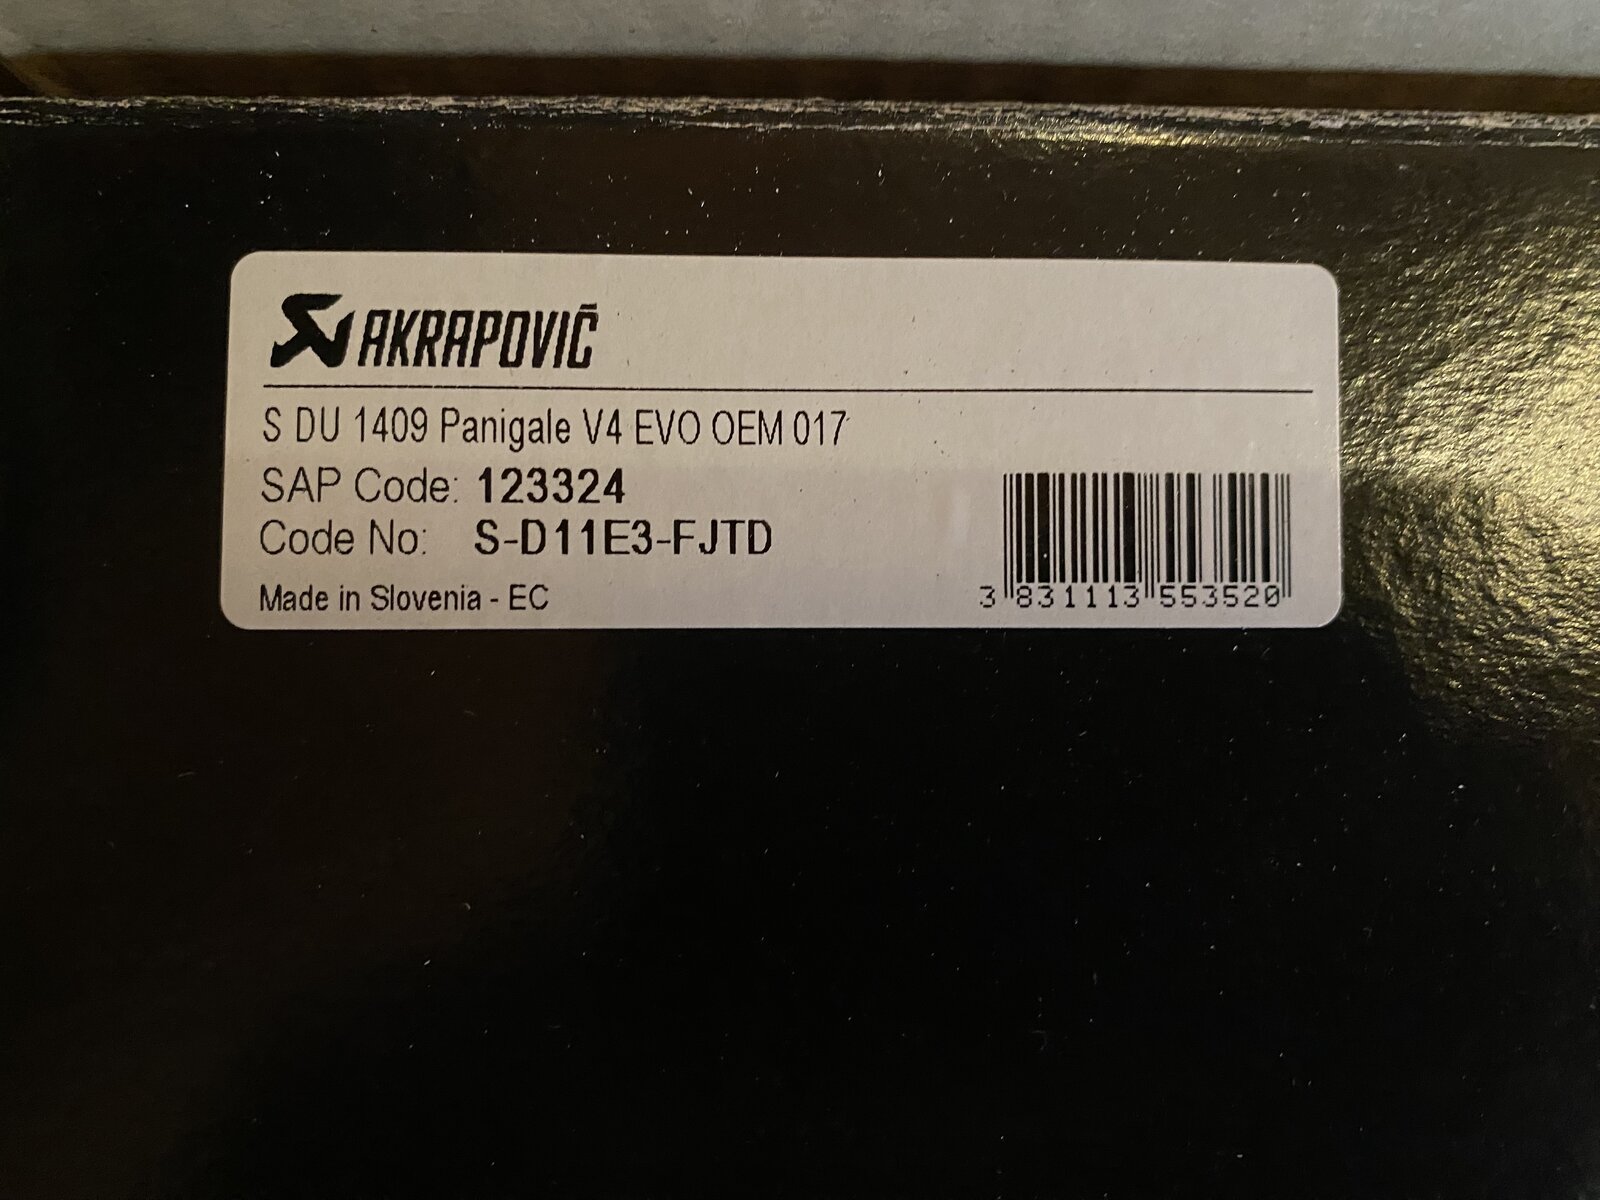 AKRAPOVIČ
S DU 1409 Panigale V4 EVO OEM 017
SAP Code: 123324
Code No: S-D11E3-FJTD
Made in Slovenia - EC
3 831113 553520